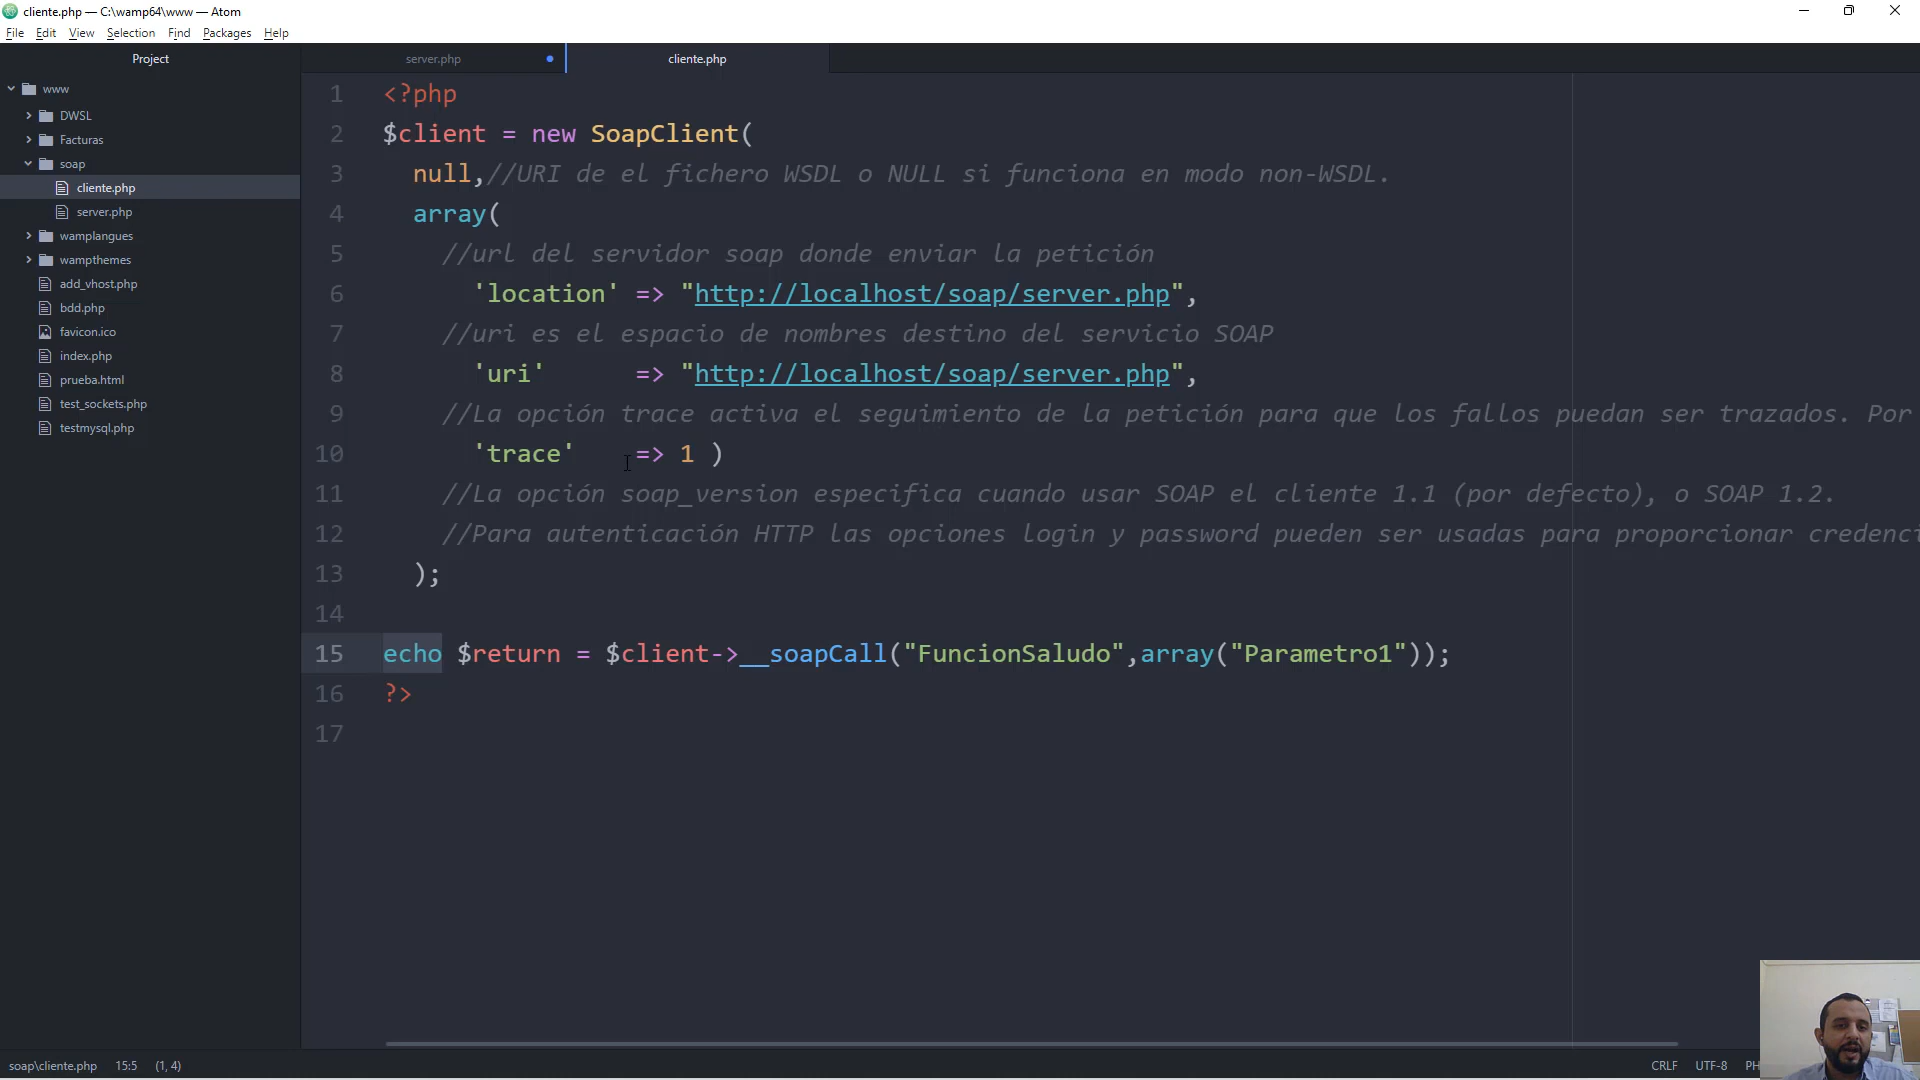 cliente.php — C:\wamp64\www — Atom
File Edit View Selection Find Packages Help
Project
server.php
cliente.php
www
DWSL
Facturas
soap
cliente.php
server.php
wamplangues
wampthemes
add_vhost.php
bdd.php
favicon.ico
index.php
prueba.html
test_sockets.php
testmysql.php
1 <?php
2 $client = new SoapClient(
3 null,//URI de el fichero WSDL o NULL si funciona en modo non-WSDL.
4 array(
5 //url del servidor soap donde enviar la petición
6 'location' => "http://localhost/soap/server.php",
7 //uri es el espacio de nombres destino del servicio SOAP
8 'uri' => "http://localhost/soap/server.php",
9 //La opción trace activa el seguimiento de la petición para que los fallos puedan ser trazados. Por
10 'trace' => 1 )
11 //La opción soap_version especifica cuando usar SOAP el cliente 1.1 (por defecto), o SOAP 1.2.
12 //Para autenticación HTTP las opciones login y password pueden ser usadas para proporcionar credenci
13 );
14
15 echo $return = $client->__soapCall("FuncionSaludo",array("Parametro1"));
16 ?>
17
soap\cliente.php 15:5 (1, 4)
CRLF UTF-8 PH